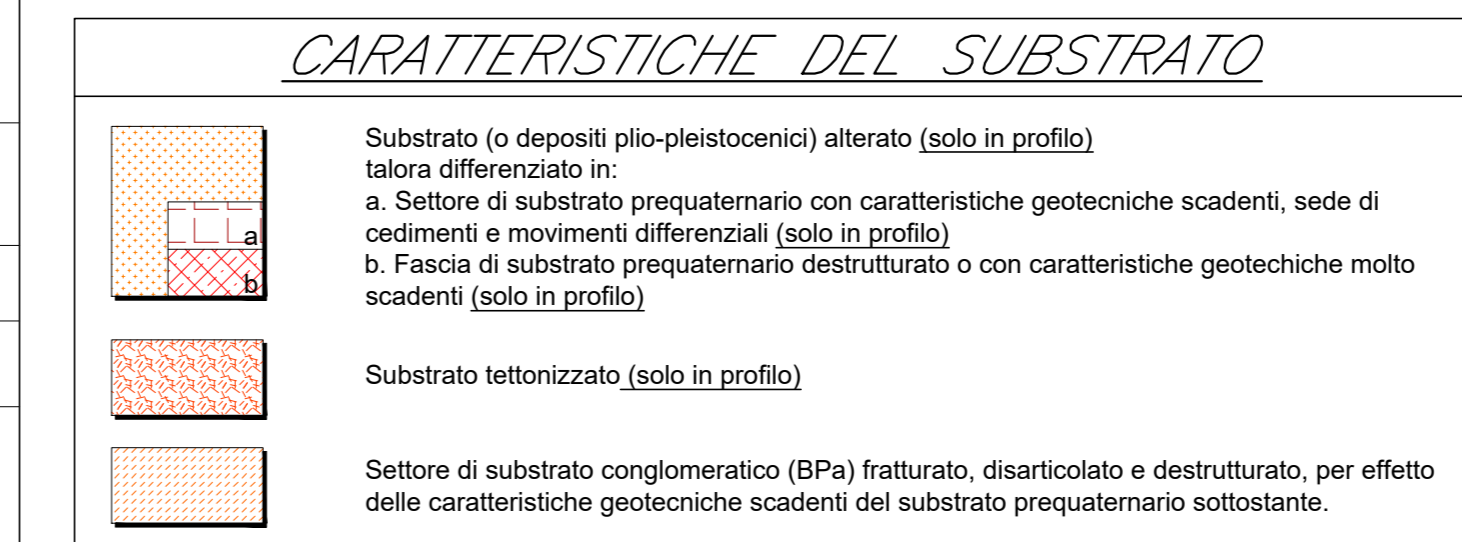 CARATTERISTICHE DEL SUBSTRATO
Substrato (o depositi plio-pleistocenici) alterato (solo in profilo)
talora differenziato in:
a. Settore di substrato prequaternario con caratteristiche geotecniche scadenti, sede di
cedimenti e movimenti differenziali (solo in profilo)
b. Fascia di substrato prequaternario destrutturato o con caratteristiche geotechiche molto
scadenti (solo in profilo)
a
b
Substrato tettonizzato (solo in profilo)
Settore di substrato conglomeratico (BPa) fratturato, disarticolato e destrutturato, per effetto
delle caratteristiche geotecniche scadenti del substrato prequaternario sottostante.